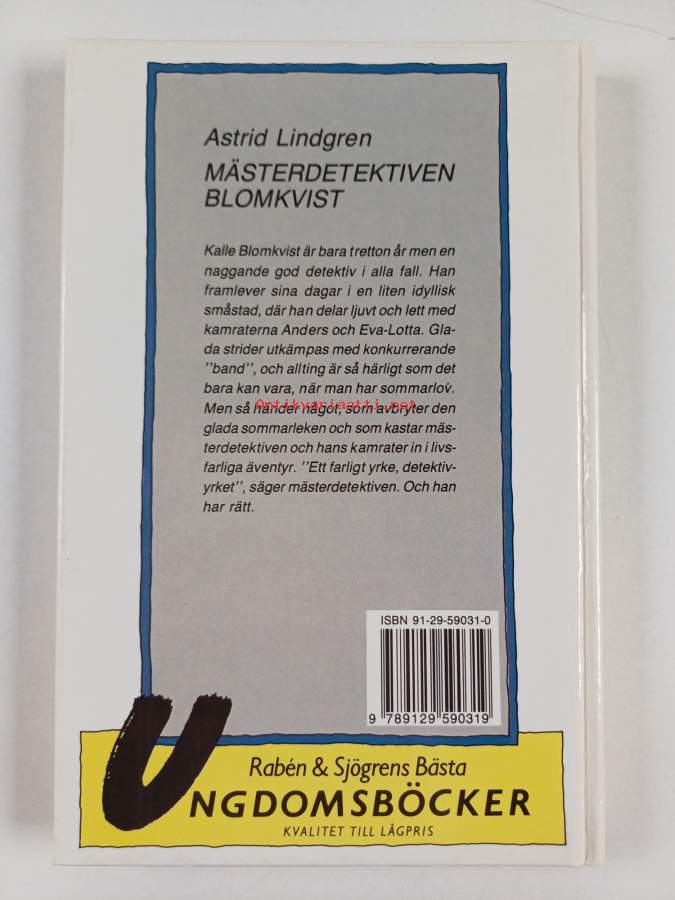 Astrid Lindgren
MÄSTERDETEKTIVEN
BLOMKVIST
Kalle Blomkvist är bara tretton år men en
naggande god detektiv i alla fall. Han
framlever sina dagar i en liten idyllisk
småstad, där han delar ljuvt och lett med
kamraterna Anders och Eva-Lotta. Gla-
da strider utkämpas med konkurrerande
''band'', och allting är så härligt som det
bara kan vara, när man har sommarlov.
Antikvariaatti.net
Men så händer något, som avbryter den
glada sommarleken och som kastar mäs-
terdetektiven och hans kamrater in i livs-
farliga äventyr. ''Ett farligt yrke, detektiv-
yrket'', säger mästerdetektiven. Och han
har rätt.
ISBN 91-29-59031-0
9 789129 590319
Rabén & Sjögrens Bästa
UNGDOMSBÖCKER
KVALITET TILL LÅGPRIS